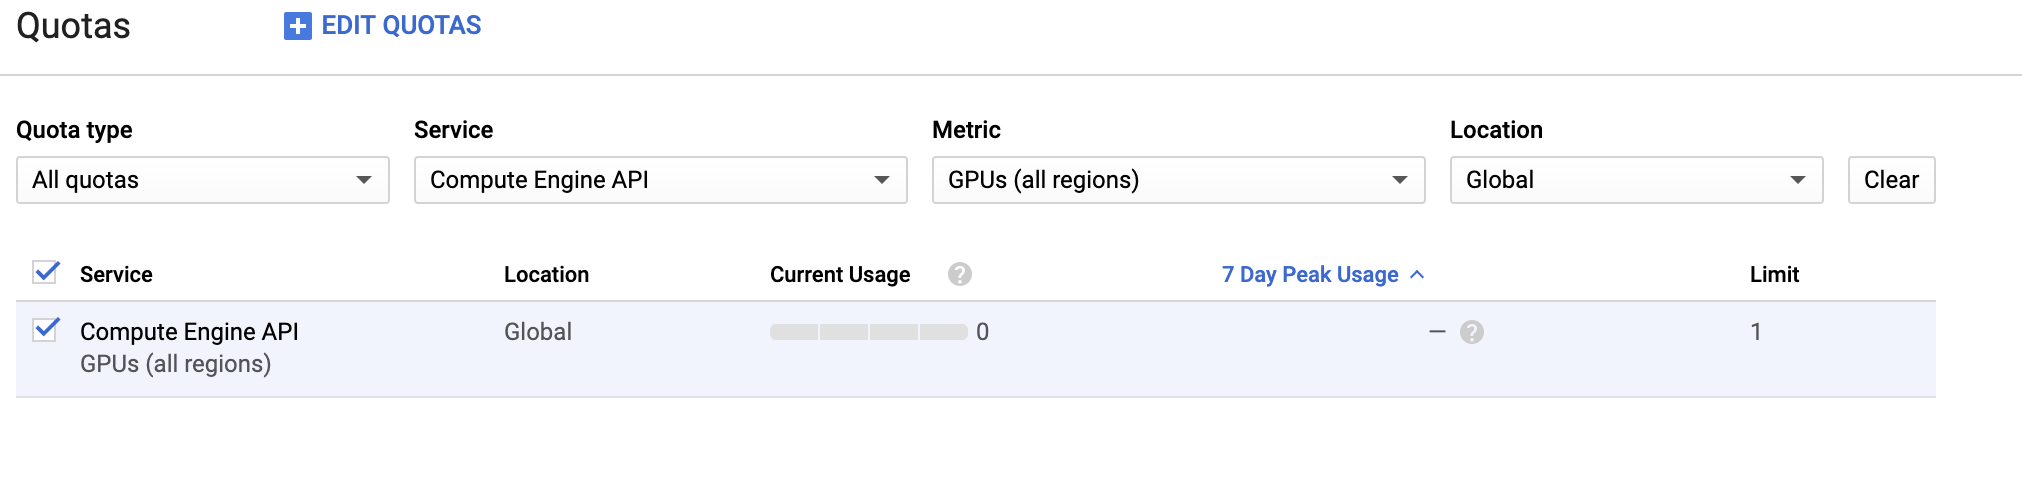 Quotas EDIT QUOTAS
Quota type Service Metric Location
All quotas Compute Engine API GPUs (all regions) Global Clear
Service Location Current Usage ? 7 Day Peak Usage Limit
Compute Engine API Global 0 — ? 1
GPUs (all regions)